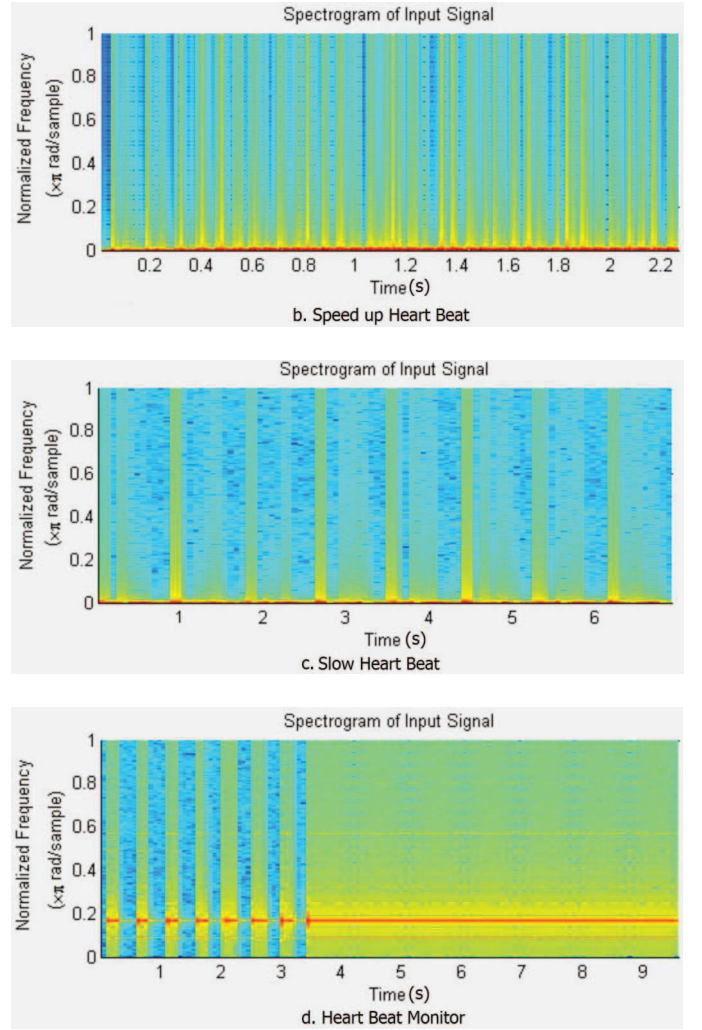 Spectrogram of Input Signal
Normalized Frequency
(×π rad/sample)
1
0.8
0.6
0.4
0.2
0
0.2 0.4 0.6 0.8 1 1.2 1.4 1.6 1.8 2 2.2
Time (s)
b. Speed up Heart Beat
Spectrogram of Input Signal
Normalized Frequency
(×π rad/sample)
1
0.8
0.6
0.4
0.2
0
1 2 3 4 5 6
Time (s)
c. Slow Heart Beat
Spectrogram of Input Signal
Normalized Frequency
(×π rad/sample)
1
0.8
0.6
0.4
0.2
0
1 2 3 4 5 6 7 8 9
Time (s)
d. Heart Beat Monitor